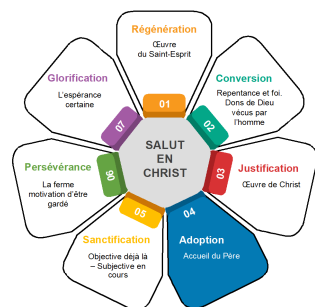 Régénération
Œuvre
du Saint-Esprit
01
Conversion
Repentance et foi.
Dons de Dieu
vécus par
l'homme
02
Justification
Œuvre de Christ
03
Adoption
Accueil du Père
04
Sanctification
Objective déjà là
– Subjective en
cours
05
Persévérance
La ferme
motivation d'être
gardé
06
Glorification
L'espérance
certaine
07
SALUT
EN
CHRIST